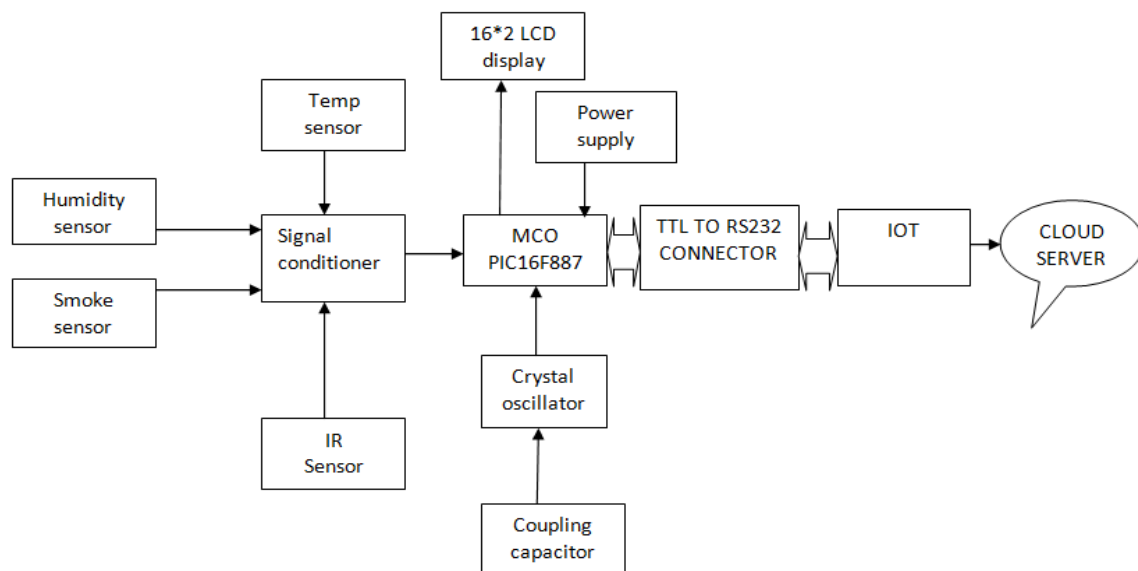 16*2 LCD
display
Temp
sensor
Power
supply
Humidity
sensor
Signal
conditioner
MCO
PIC16F887
TTL TO RS232
CONNECTOR
IOT
CLOUD
SERVER
Smoke
sensor
Crystal
oscillator
IR
Sensor
Coupling
capacitor